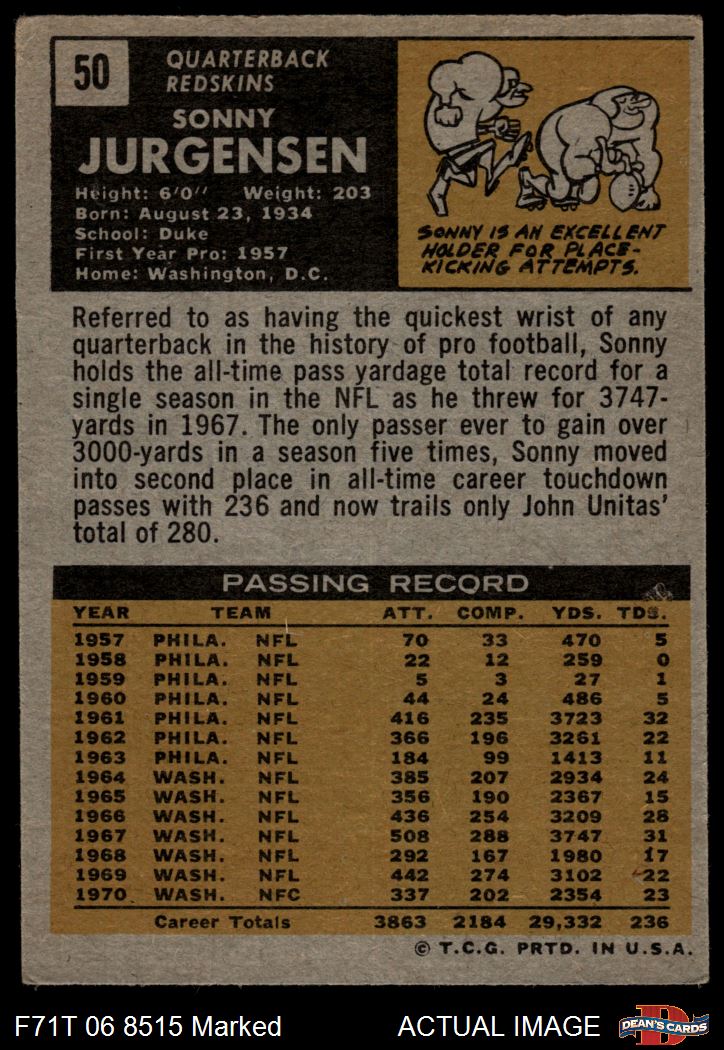 50
QUARTERBACK
REDSKINS
SONNY
JURGENSEN
Height: 6'0" Weight: 203
Born: August 23, 1934
School: Duke
First Year Pro: 1957
Home: Washington, D.C.
SONNY IS AN EXCELLENT
HOLDER FOR PLACE-
KICKING ATTEMPTS.
Referred to as having the quickest wrist of any
quarterback in the history of pro football, Sonny
holds the all-time pass yardage total record for a
single season in the NFL as he threw for 3747-
yards in 1967. The only passer ever to gain over
3000-yards in a season five times, Sonny moved
into second place in all-time career touchdown
passes with 236 and now trails only John Unitas'
total of 280.
PASSING RECORD
YEAR TEAM ATT. COMP. YDS. TDS.
1957 PHILA. NFL 70 33 470 5
1958 PHILA. NFL 22 12 259 0
1959 PHILA. NFL 5 3 27 1
1960 PHILA. NFL 44 24 486 5
1961 PHILA. NFL 416 235 3723 32
1962 PHILA. NFL 366 196 3261 22
1963 PHILA. NFL 184 99 1413 11
1964 WASH. NFL 385 207 2934 24
1965 WASH. NFL 356 190 2367 15
1966 WASH. NFL 436 254 3209 28
1967 WASH. NFL 508 288 3747 31
1968 WASH. NFL 292 167 1980 17
1969 WASH. NFL 442 274 3102 22
1970 WASH. NFC 337 202 2354 23
Career Totals 3863 2184 29,332 236
© T.C.G. PRTD. IN U.S.A.
F71T 06 8515 Marked ACTUAL IMAGE
D
DEAN'S CARDS